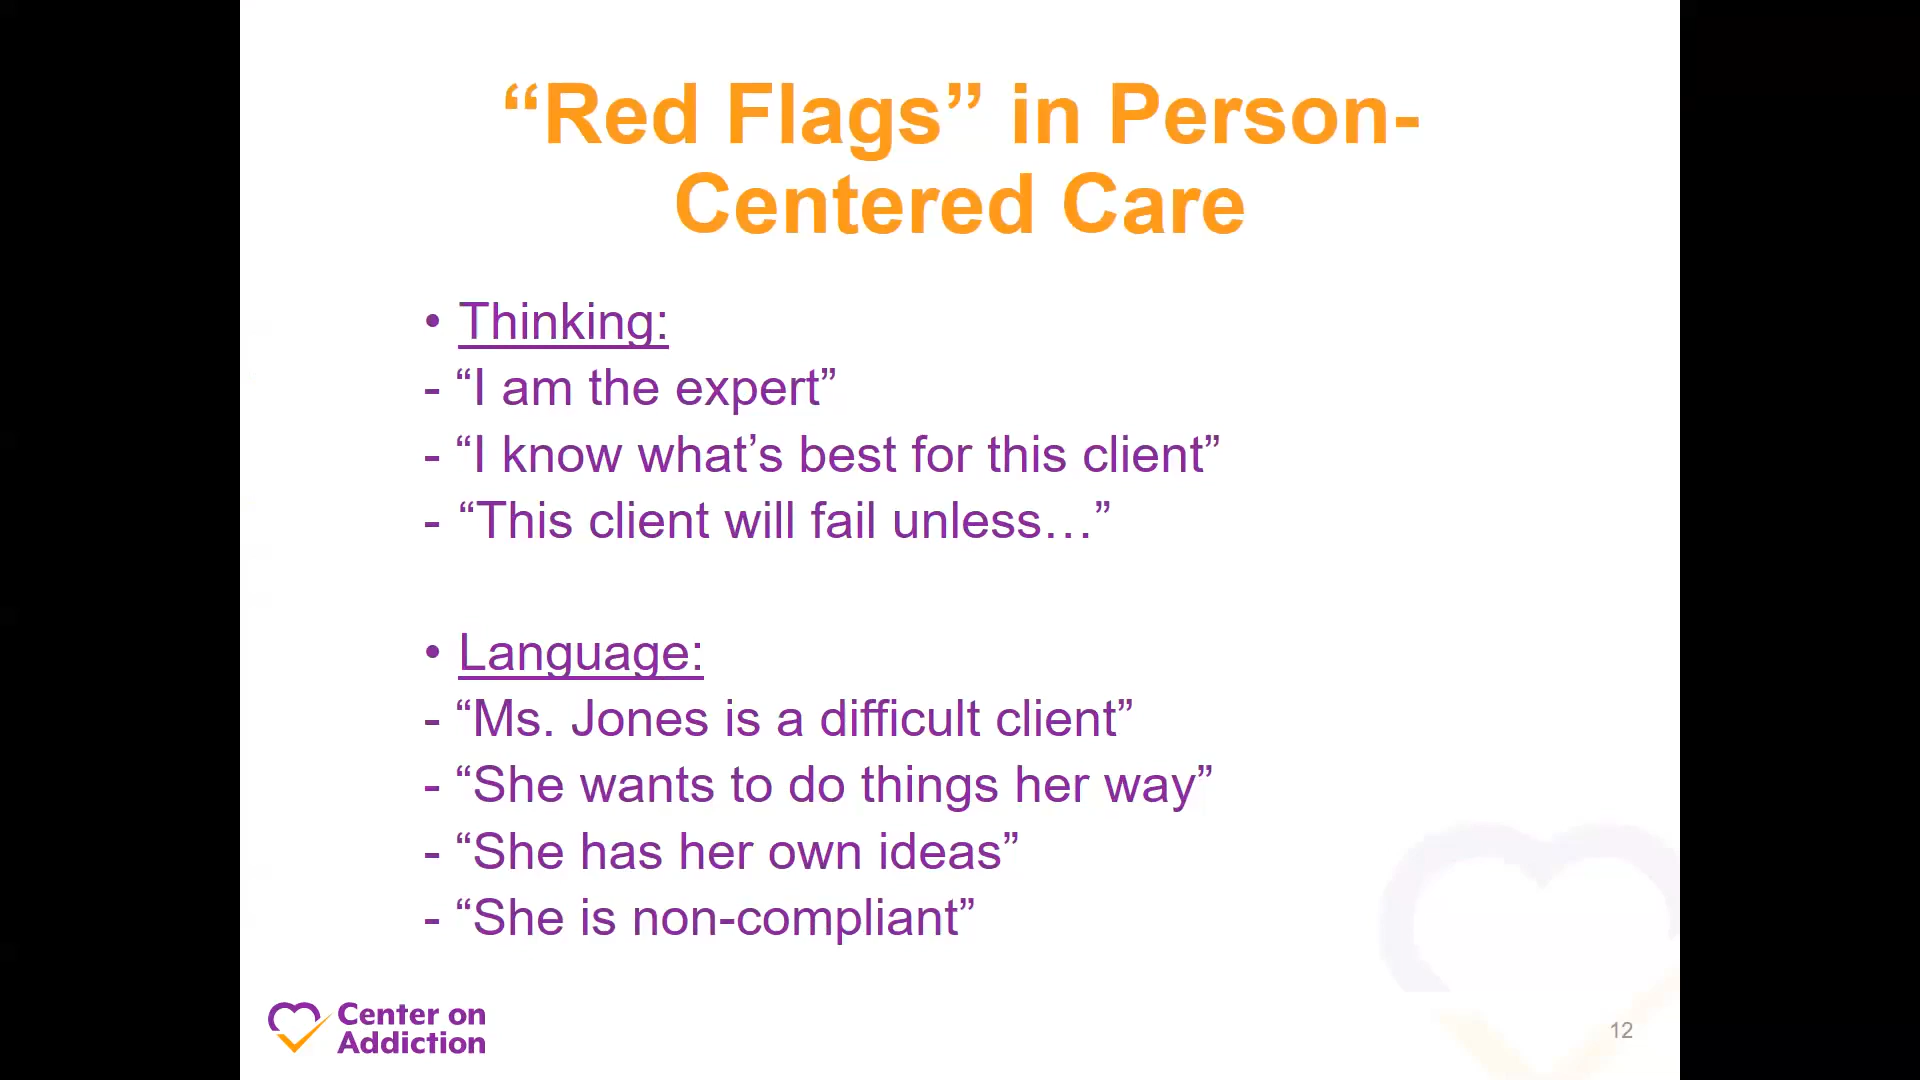 “Red Flags” in Person-
Centered Care
• Thinking:
- “I am the expert”
- “I know what’s best for this client”
- “This client will fail unless…”
• Language:
- “Ms. Jones is a difficult client”
- “She wants to do things her way”
- “She has her own ideas”
- “She is non-compliant”
Center on
Addiction
12